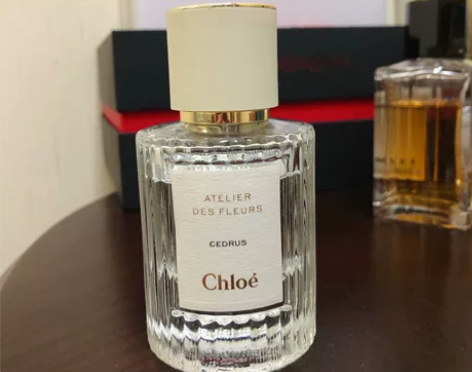 ATELIER
DES FLEURS
CEDRUS
Chloé